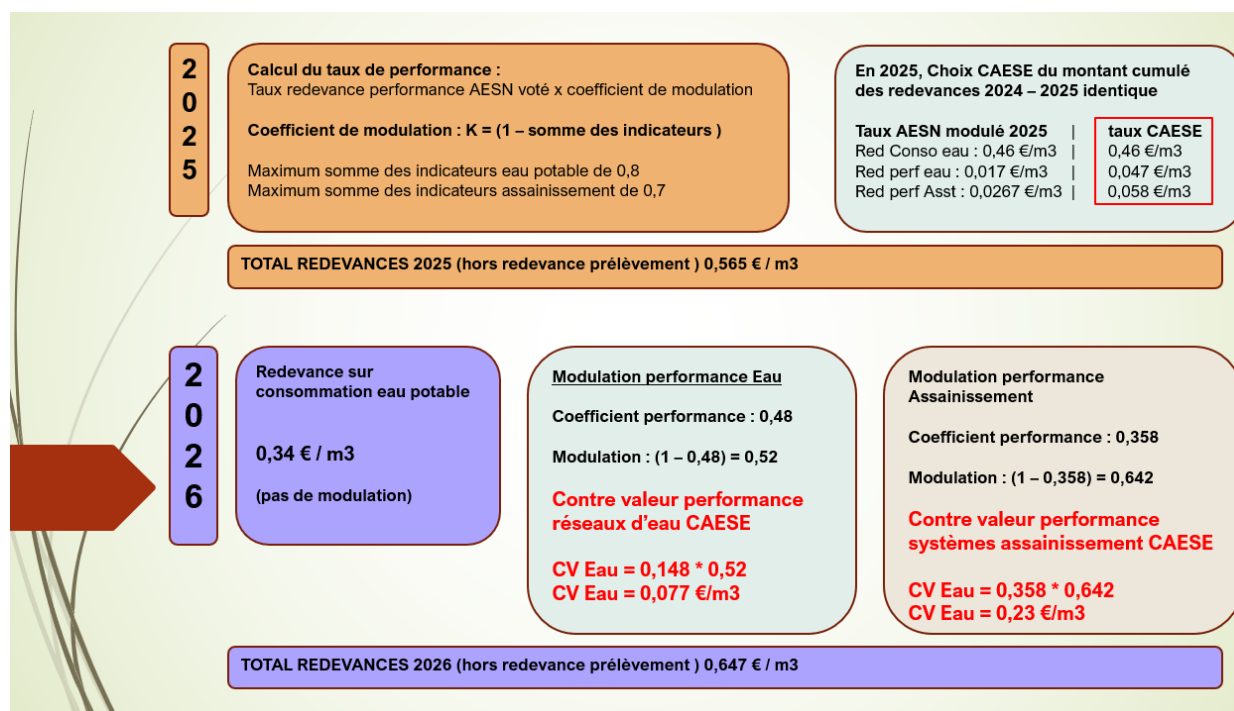 2
0
2
5
Calcul du taux de performance :
Taux redevance performance AESN voté x coefficient de modulation
Coefficient de modulation : K = (1 – somme des indicateurs )
Maximum somme des indicateurs eau potable de 0,8
Maximum somme des indicateurs assainissement de 0,7
En 2025, Choix CAESE du montant cumulé
des redevances 2024 – 2025 identique
Taux AESN modulé 2025 | taux CAESE
Red Conso eau : 0,46 €/m3 | 0,46 €/m3
Red perf eau : 0,017 €/m3 | 0,047 €/m3
Red perf Asst : 0,0267 €/m3 | 0,058 €/m3
TOTAL REDEVANCES 2025 (hors redevance prélèvement ) 0,565 € / m3
2
0
2
6
Redevance sur
consommation eau potable
0,34 € / m3
(pas de modulation)
Modulation performance Eau
Coefficient performance : 0,48
Modulation : (1 – 0,48) = 0,52
Contre valeur performance
réseaux d'eau CAESE
CV Eau = 0,148 * 0,52
CV Eau = 0,077 €/m3
Modulation performance
Assainissement
Coefficient performance : 0,358
Modulation : (1 – 0,358) = 0,642
Contre valeur performance
systèmes assainissement CAESE
CV Eau = 0,358 * 0,642
CV Eau = 0,23 €/m3
TOTAL REDEVANCES 2026 (hors redevance prélèvement ) 0,647 € / m3